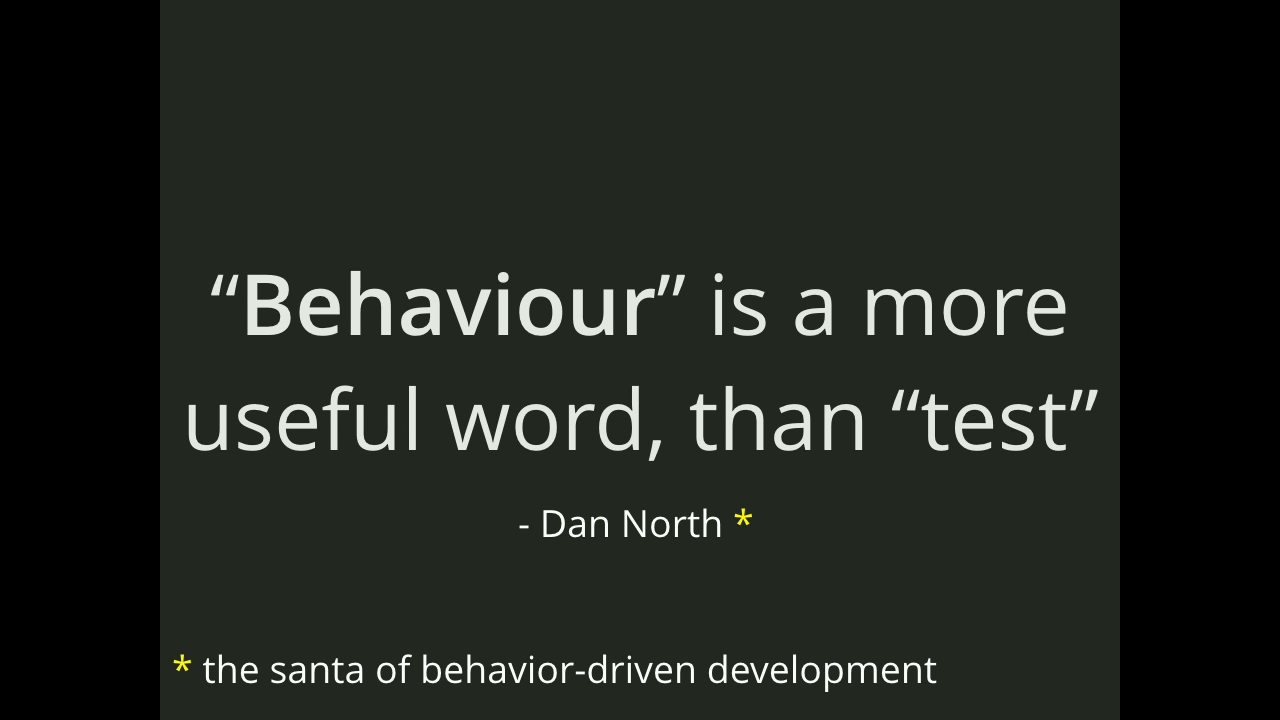 “Behaviour” is a more
useful word, than “test”
- Dan North *
* the santa of behavior-driven development